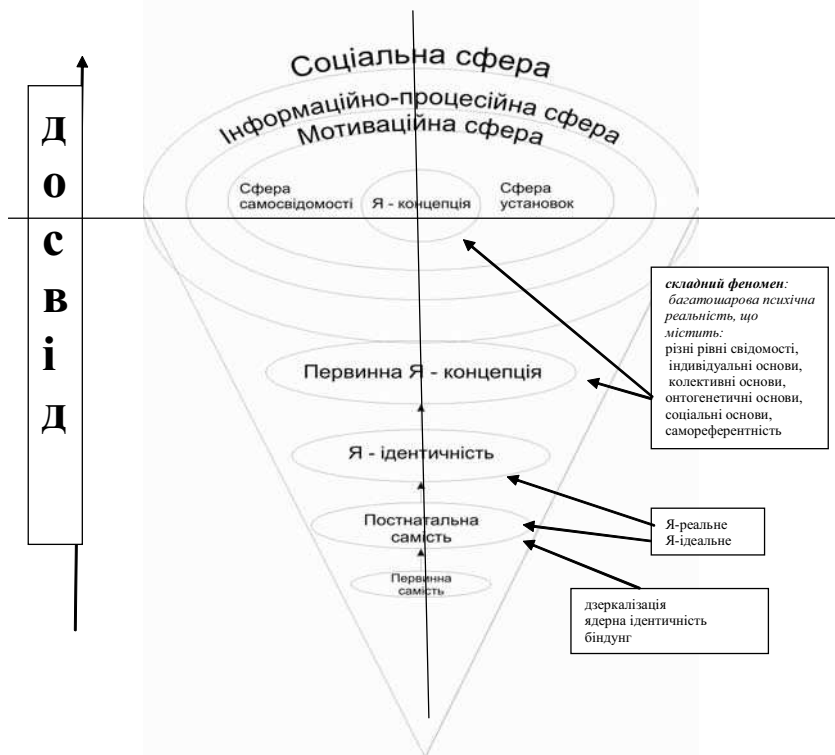 Соціальна сфера
Інформаційно-процесійна сфера
Мотиваційна сфера
Сфера
самосвідомості
Я - концепція
Сфера
установок
д
о
с
в
і
д
складний феномен:
багатошарова психічна
реальність, що
містить:
різні рівні свідомості,
індивідуальні основи,
колективні основи,
онтогенетичні основи,
соціальні основи,
самореферентність
Первинна Я - концепція
Я - ідентичність
Постнатальна
самість
Я-реальне
Я-ідеальне
Первинна
самість
дзеркалізація
ядерна ідентичність
біндунг